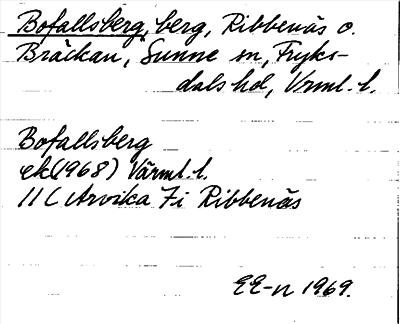 Bofallsberg, berg, Ribbenäs o.
Bräckan, Sunne sn, Fryks-
dals hd, Vrml. l.
Bofallsberg
ek (1968) Värml. l.
11 C Arvika 7 i Ribbenäs
EE-n 1969.